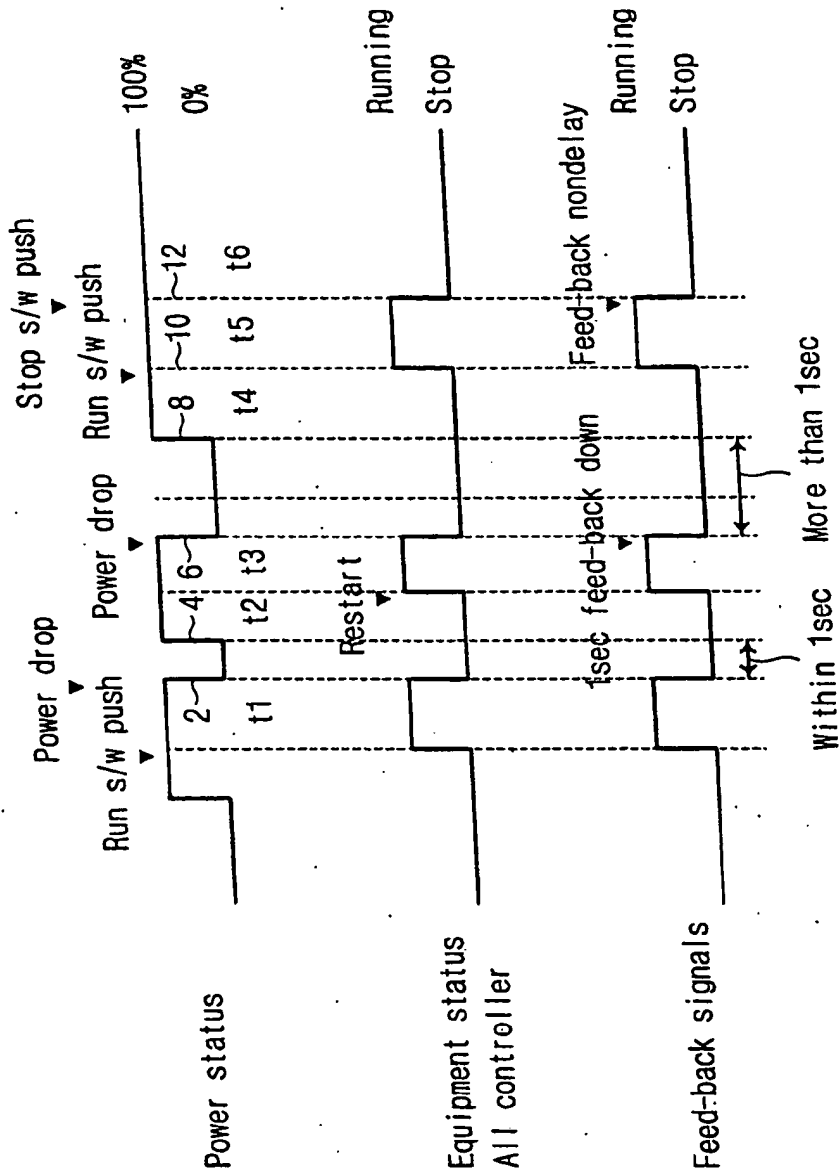 Stop s/w push
Power drop
Power drop
Run s/w push
Run s/w push
100%
0%
2
4
6
8
10
12
t1
t2
t3
t4
t5
t6
Power status
Running
Stop
Restart
Equipment status
All controller
Feed-back nondelay
1sec feed-back down
Running
Stop
Feed-back signals
Within 1sec
More than 1sec